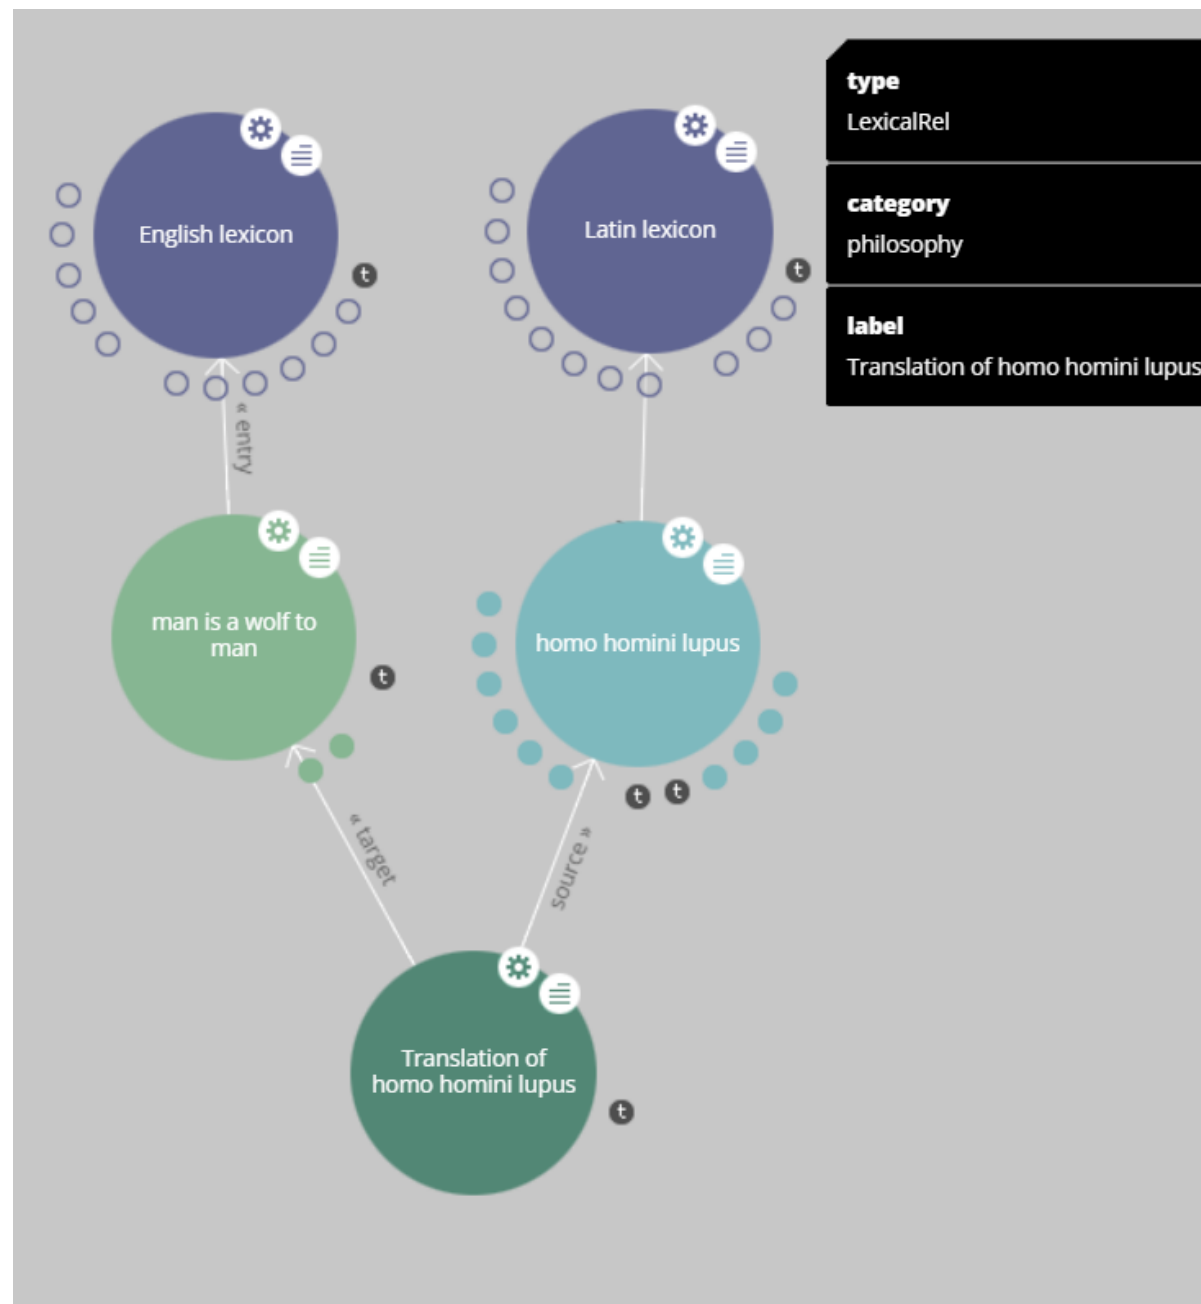 type
LexicalRel
category
philosophy
label
Translation of homo homini lupus
English lexicon
t
Latin lexicon
t
« entry
man is a wolf to
man
t
homo homini lupus
t
t
« target
source »
Translation of
homo homini lupus
t